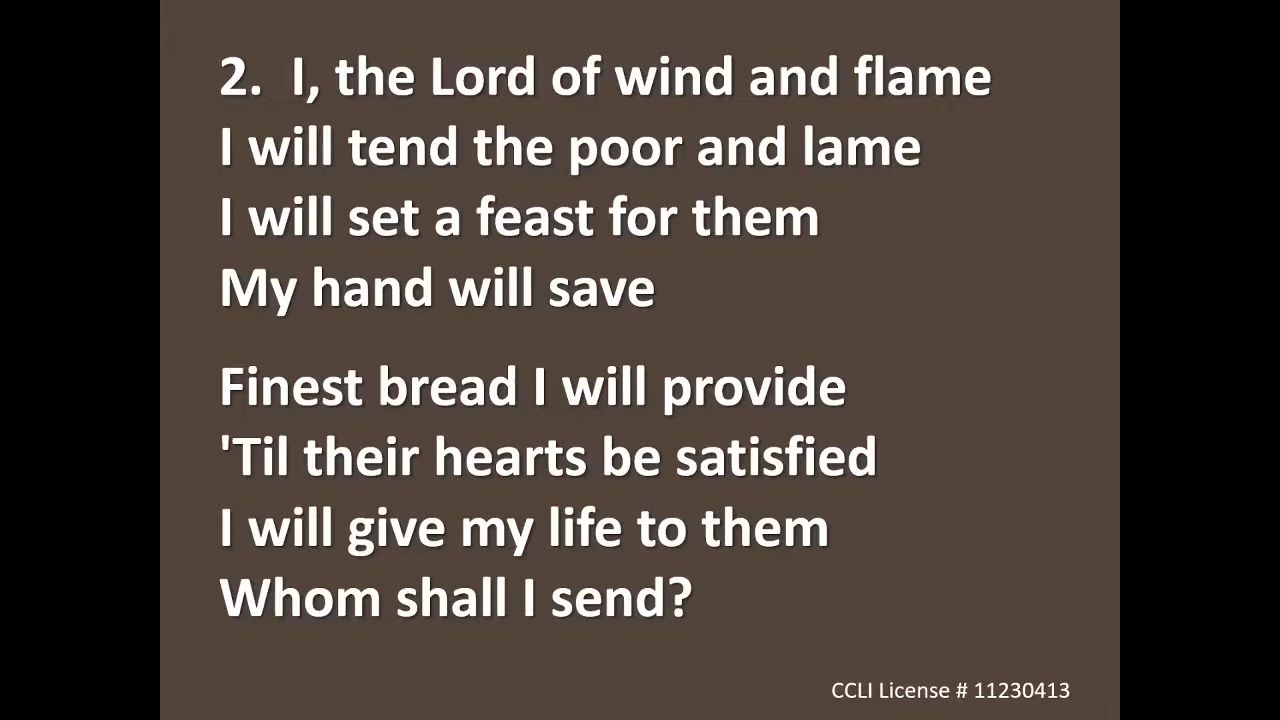 2. I, the Lord of wind and flame
I will tend the poor and lame
I will set a feast for them
My hand will save
Finest bread I will provide
'Til their hearts be satisfied
I will give my life to them
Whom shall I send?
CCLI License # 11230413